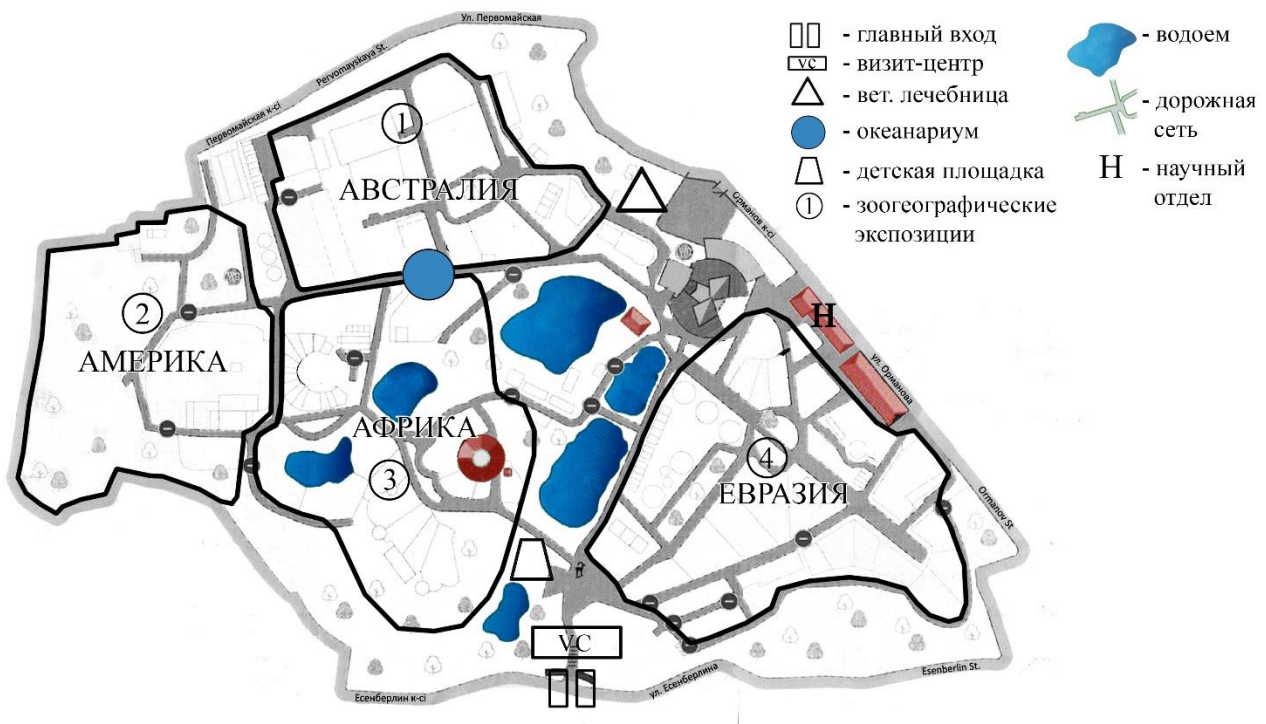 Ул. Первомайская
Pervomayskaya St.
Первомайская к-сі
1
АВСТРАЛИЯ
2
АМЕРИКА
АФРИКА
3
4
ЕВРАЗИЯ
Орманов к-сі
Н
ул. Орманова
Ormanov St
VC
Есенберлин к-сі
ул. Есенберлина
Esenberlin St.
- главный вход
VC - визит-центр
- вет. лечебница
- океанариум
- детская площадка
1 - зоогеографические
экспозиции
- водоем
- дорожная
сеть
Н - научный
отдел